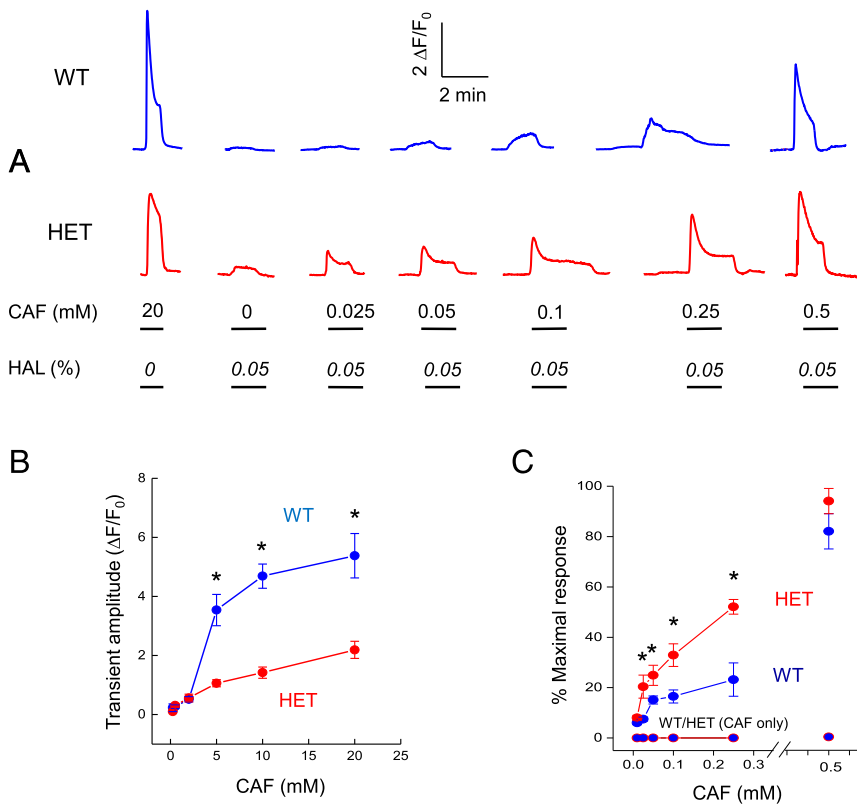 WT
2 ΔF/F0
2 min
A
HET
CAF (mM) 20 0 0.025 0.05 0.1 0.25 0.5
HAL (%) 0 0.05 0.05 0.05 0.05 0.05 0.05
B
Transient amplitude (ΔF/F0)
8
6
4
2
0
WT
* * *
HET
0 5 10 15 20 25
CAF (mM)
C
% Maximal response
100
80
60
40
20
0
* * * *
HET
WT
WT/HET (CAF only)
0.0 0.1 0.2 0.3 0.5
CAF (mM)